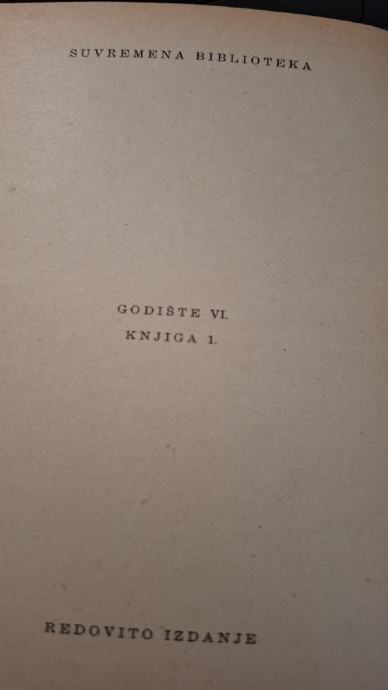 SUVREMENA BIBLIOTEKA
GODIŠTE VI.
KNJIGA 1.
REDOVITO IZDANJE